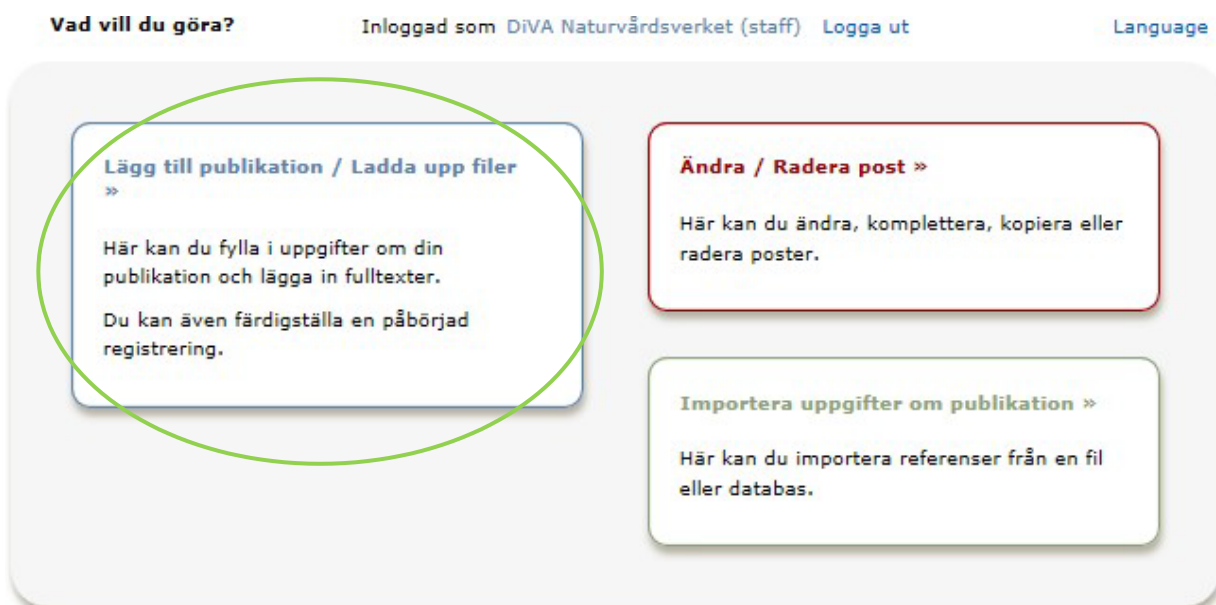 Vad vill du göra? Inloggad som DiVA Naturvårdsverket (staff) Logga ut Language
Lägg till publikation / Ladda upp filer
»
Här kan du fylla i uppgifter om din
publikation och lägga in fulltexter.
Du kan även färdigställa en påbörjad
registrering.
Ändra / Radera post »
Här kan du ändra, komplettera, kopiera eller
radera poster.
Importera uppgifter om publikation »
Här kan du importera referenser från en fil
eller databas.